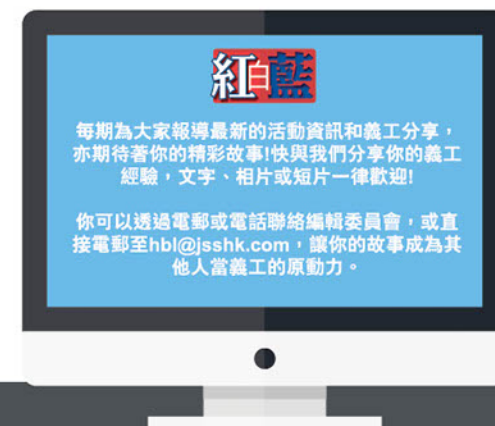 紅白藍
每期為大家報導最新的活動資訊和義工分享，
亦期待著你的精彩故事!快與我們分享你的義工
經驗，文字、相片或短片一律歡迎!
你可以透過電郵或電話聯絡編輯委員會，或直
接電郵至hbl@jsshk.com，讓你的故事成為其
他人當義工的原動力。